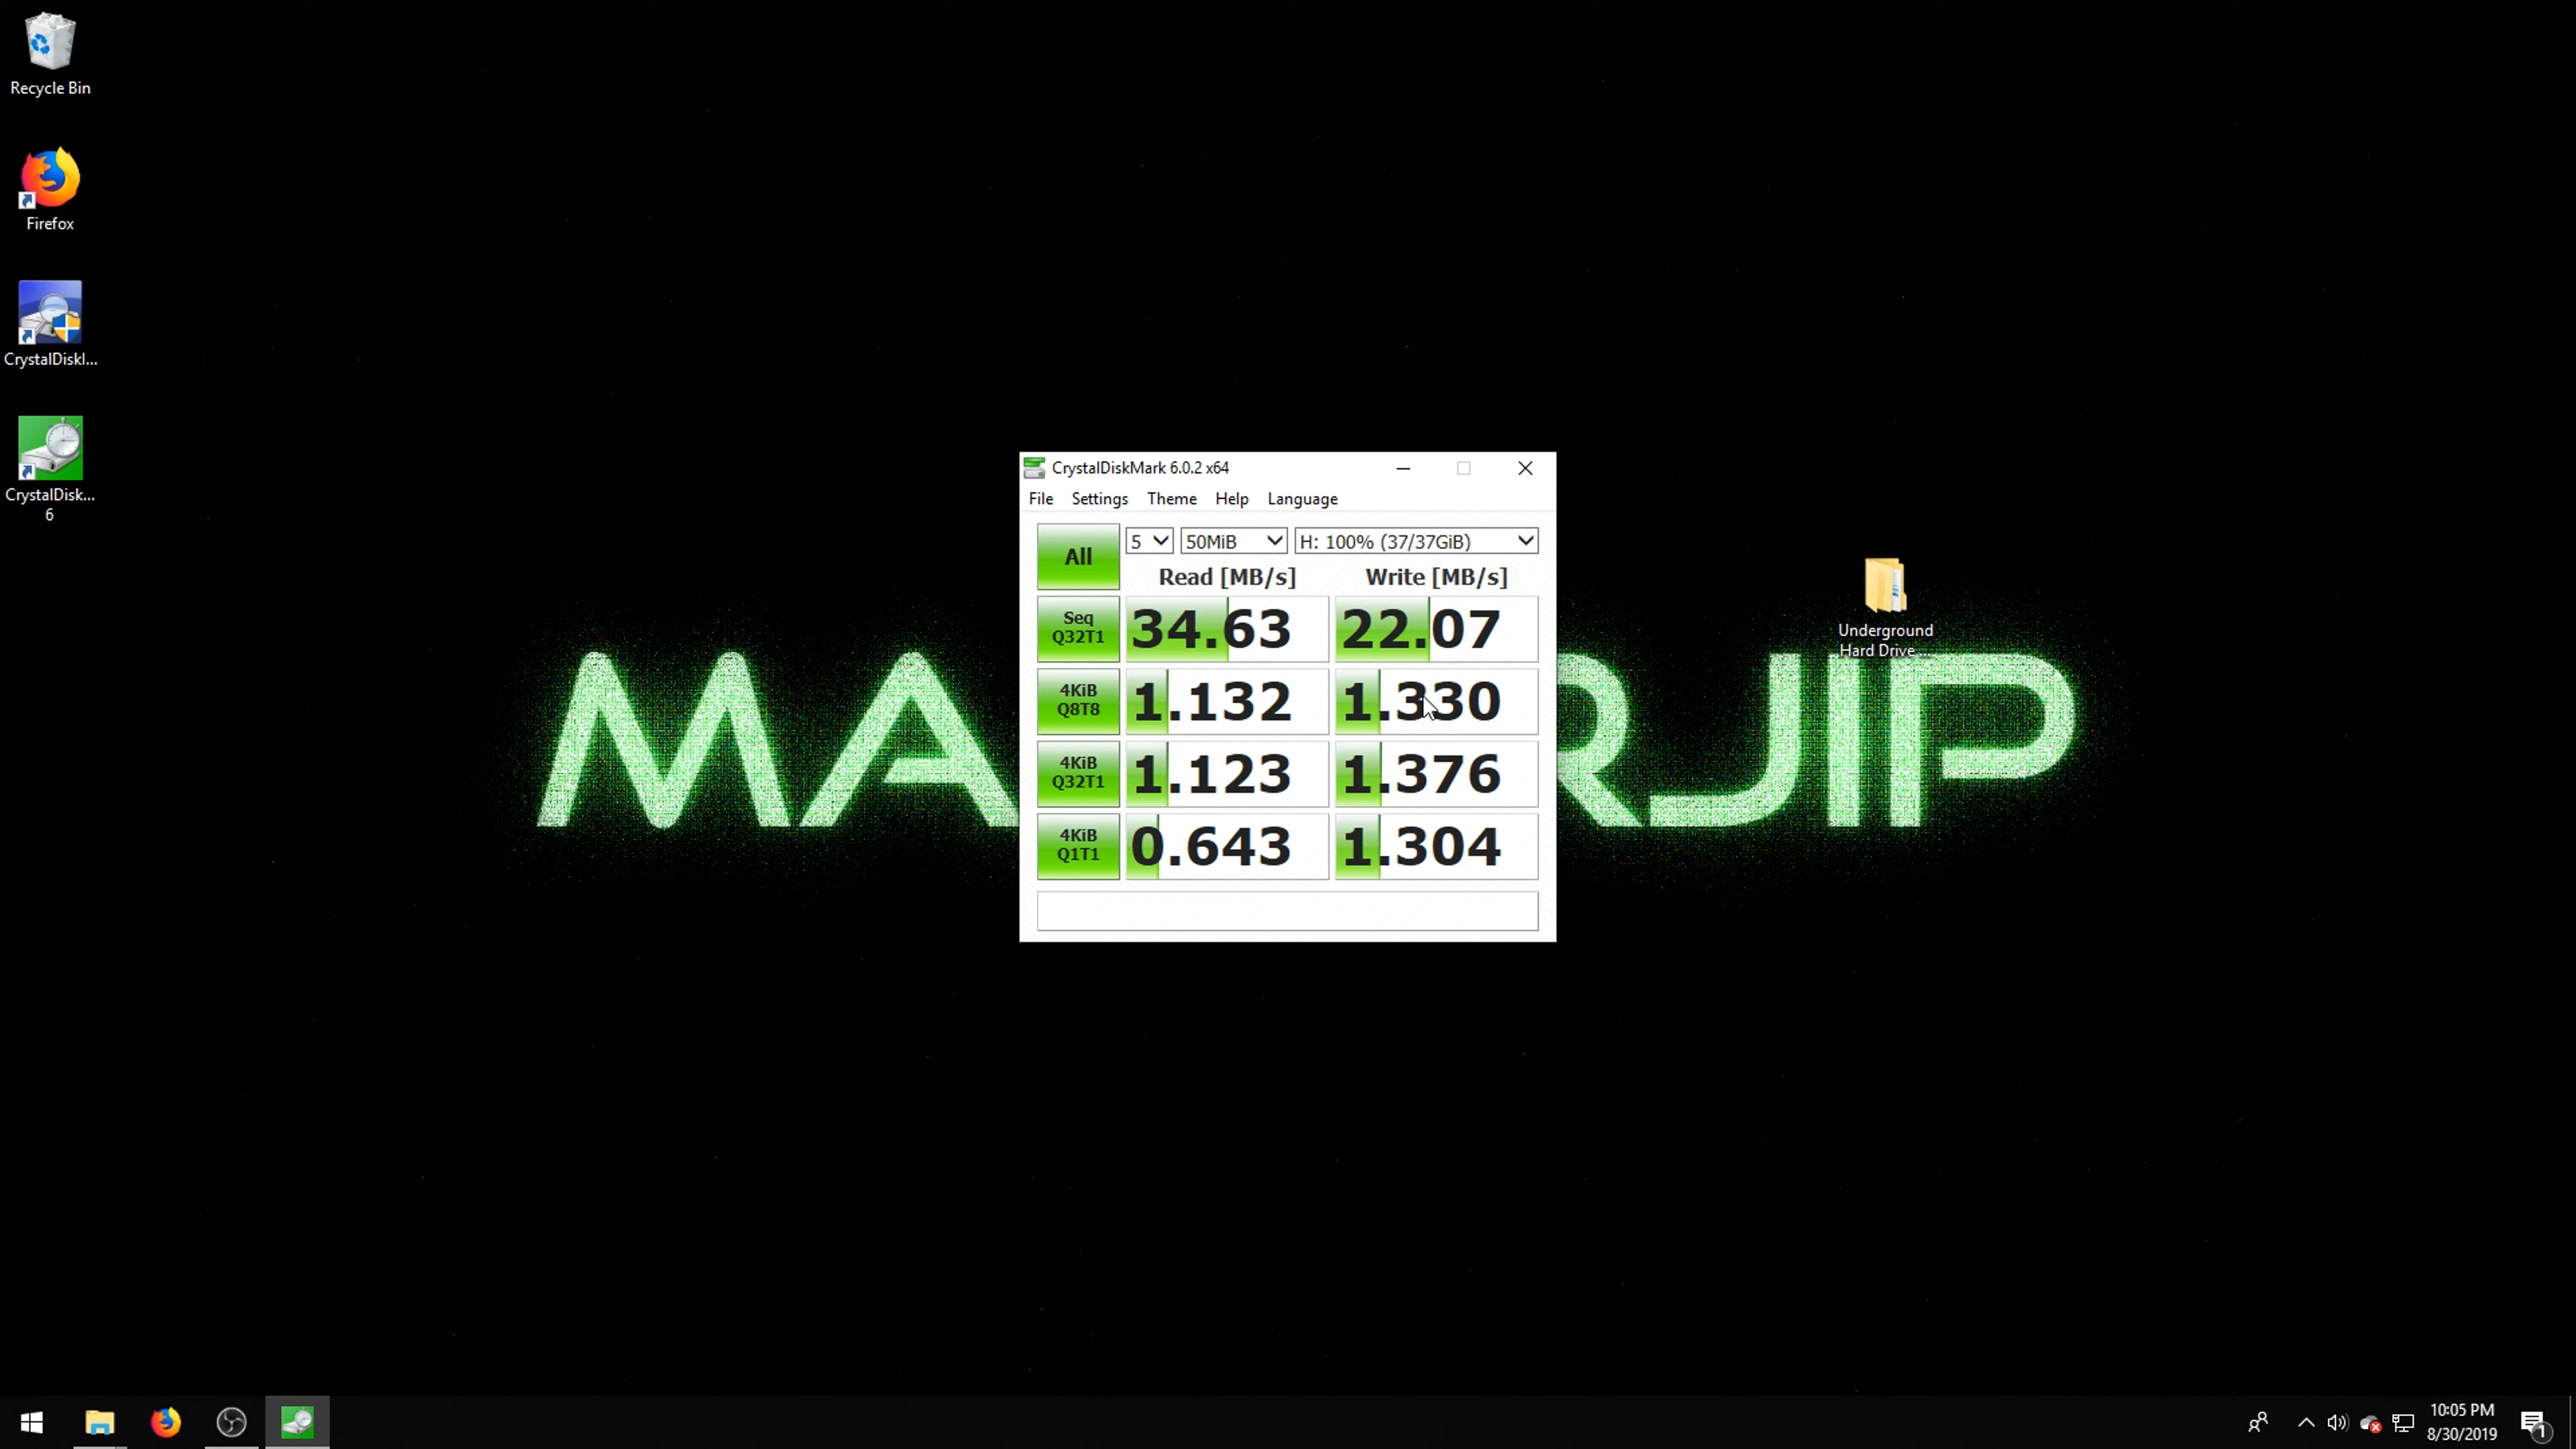 Recycle Bin
Firefox
CrystalDiskI...
CrystalDisk...
6
CrystalDiskMark 6.0.2 x64
File Settings Theme Help Language
All 5 50MiB H: 100% (37/37GiB)
Read [MB/s] Write [MB/s]
Seq
Q32T1
34.63 22.07
4KiB
Q8T8
1.132 1.330
4KiB
Q32T1
1.123 1.376
4KiB
Q1T1
0.643 1.304
Underground
Hard Drive ...
MA RJIP
10:05 PM
8/30/2019
1